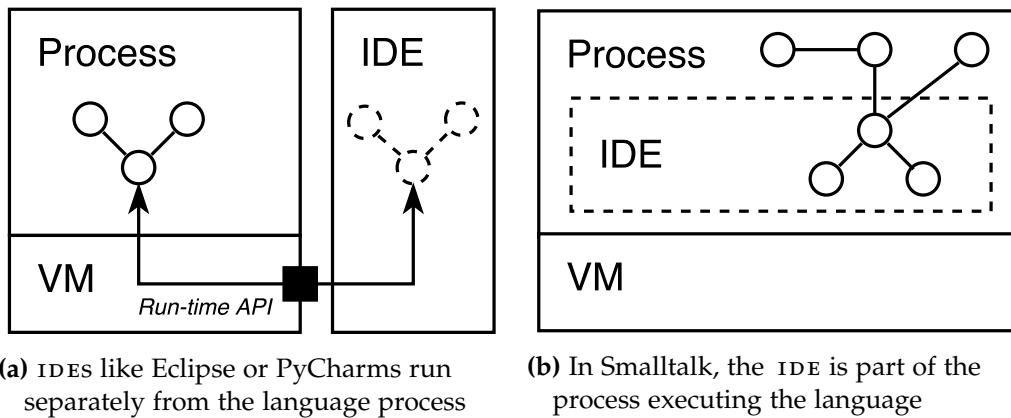 Process
IDE
VM
Run-time API
Process
IDE
VM
(a) IDEs like Eclipse or PyCharms run
separately from the language process
(b) In Smalltalk, the IDE is part of the
process executing the language